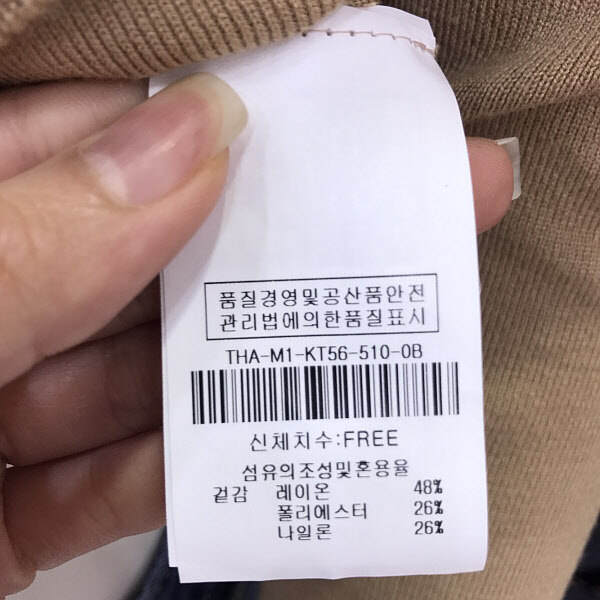 품질경영및공산품안전
관리법에의한품질표시
THA-M1-KT56-510-0B
신체치수:FREE
섬유의조성및혼용율
겉감 레이온 48%
폴리에스터 26%
나일론 26%